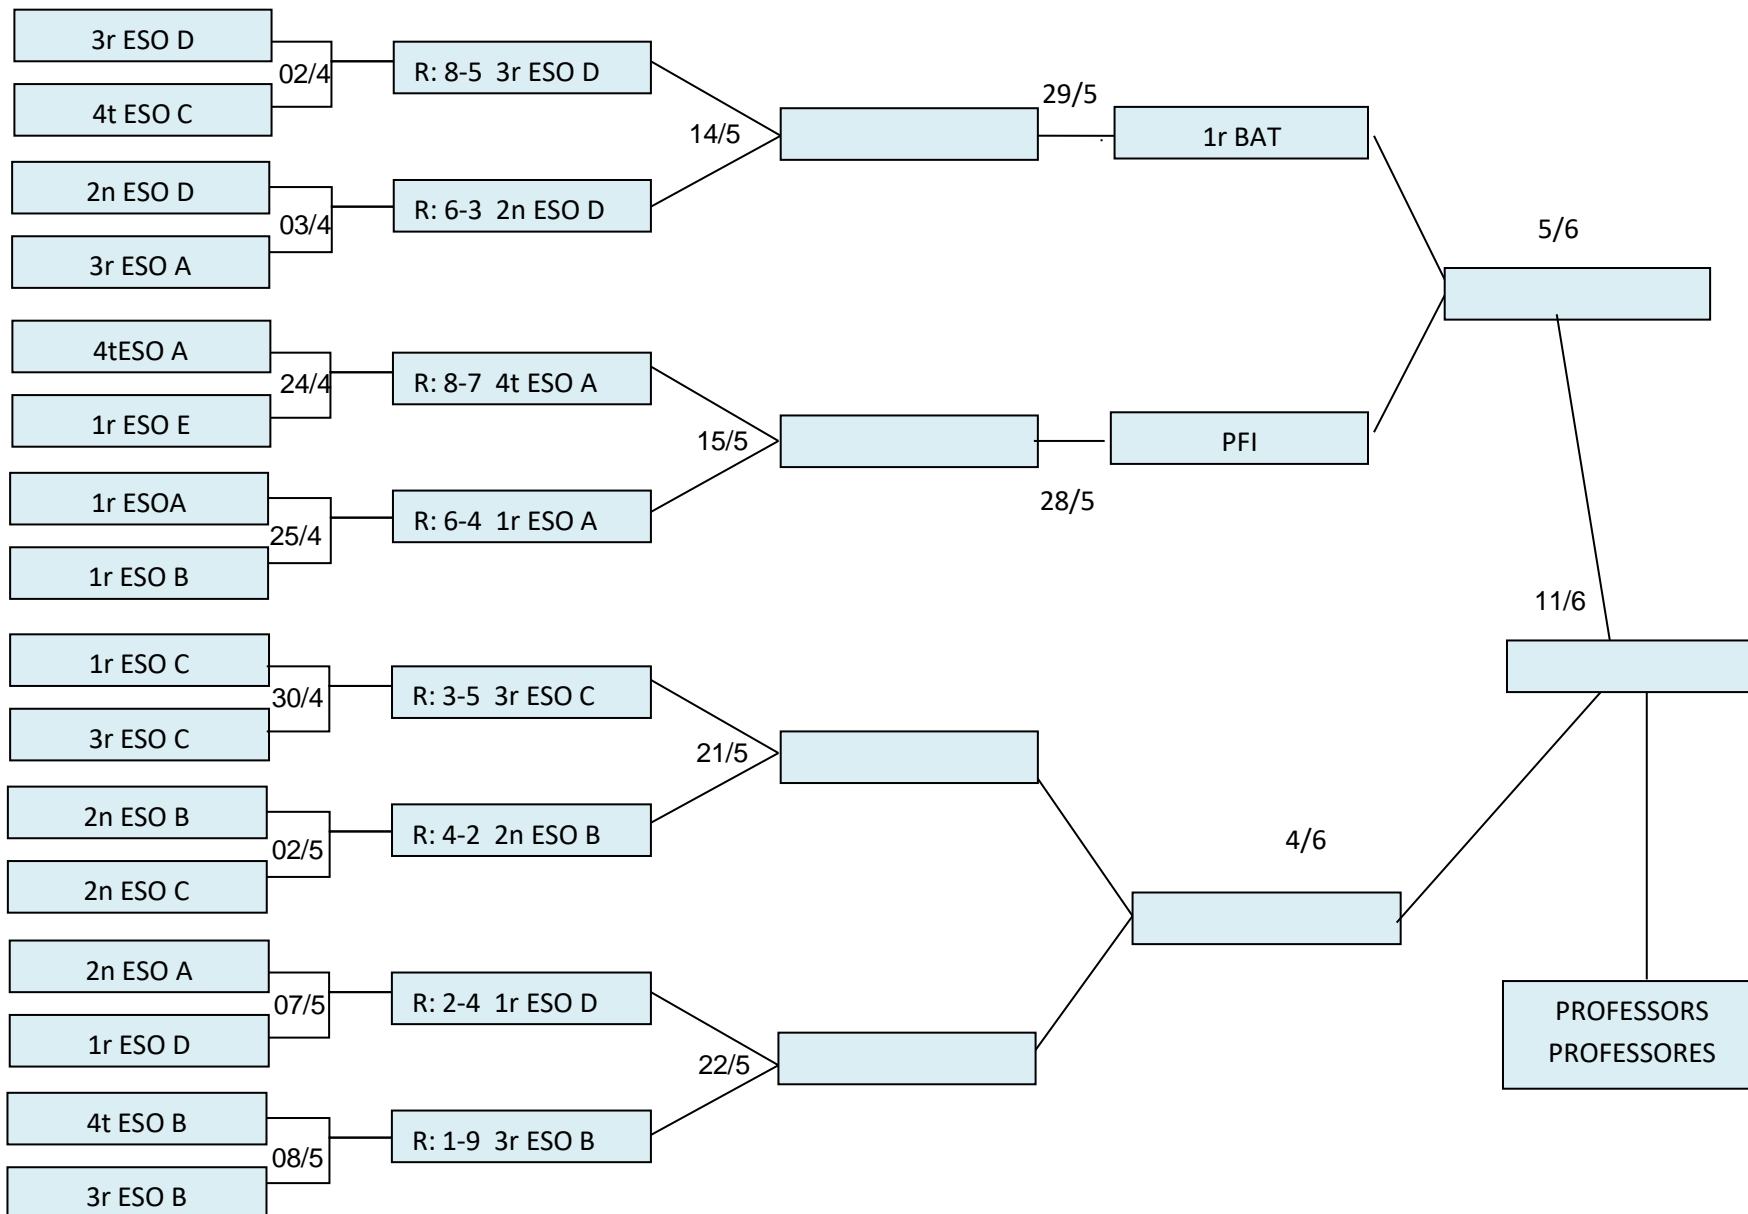 3r ESO D
02/4
4t ESO C
R: 8-5 3r ESO D
2n ESO D
03/4
3r ESO A
R: 6-3 2n ESO D
14/5
29/5
1r BAT
4tESO A
24/4
1r ESO E
R: 8-7 4t ESO A
1r ESOA
25/4
1r ESO B
R: 6-4 1r ESO A
15/5
28/5
PFI
5/6
1r ESO C
30/4
3r ESO C
R: 3-5 3r ESO C
2n ESO B
02/5
2n ESO C
R: 4-2 2n ESO B
21/5
2n ESO A
07/5
1r ESO D
R: 2-4 1r ESO D
4t ESO B
08/5
3r ESO B
R: 1-9 3r ESO B
22/5
4/6
11/6
PROFESSORS
PROFESSORES